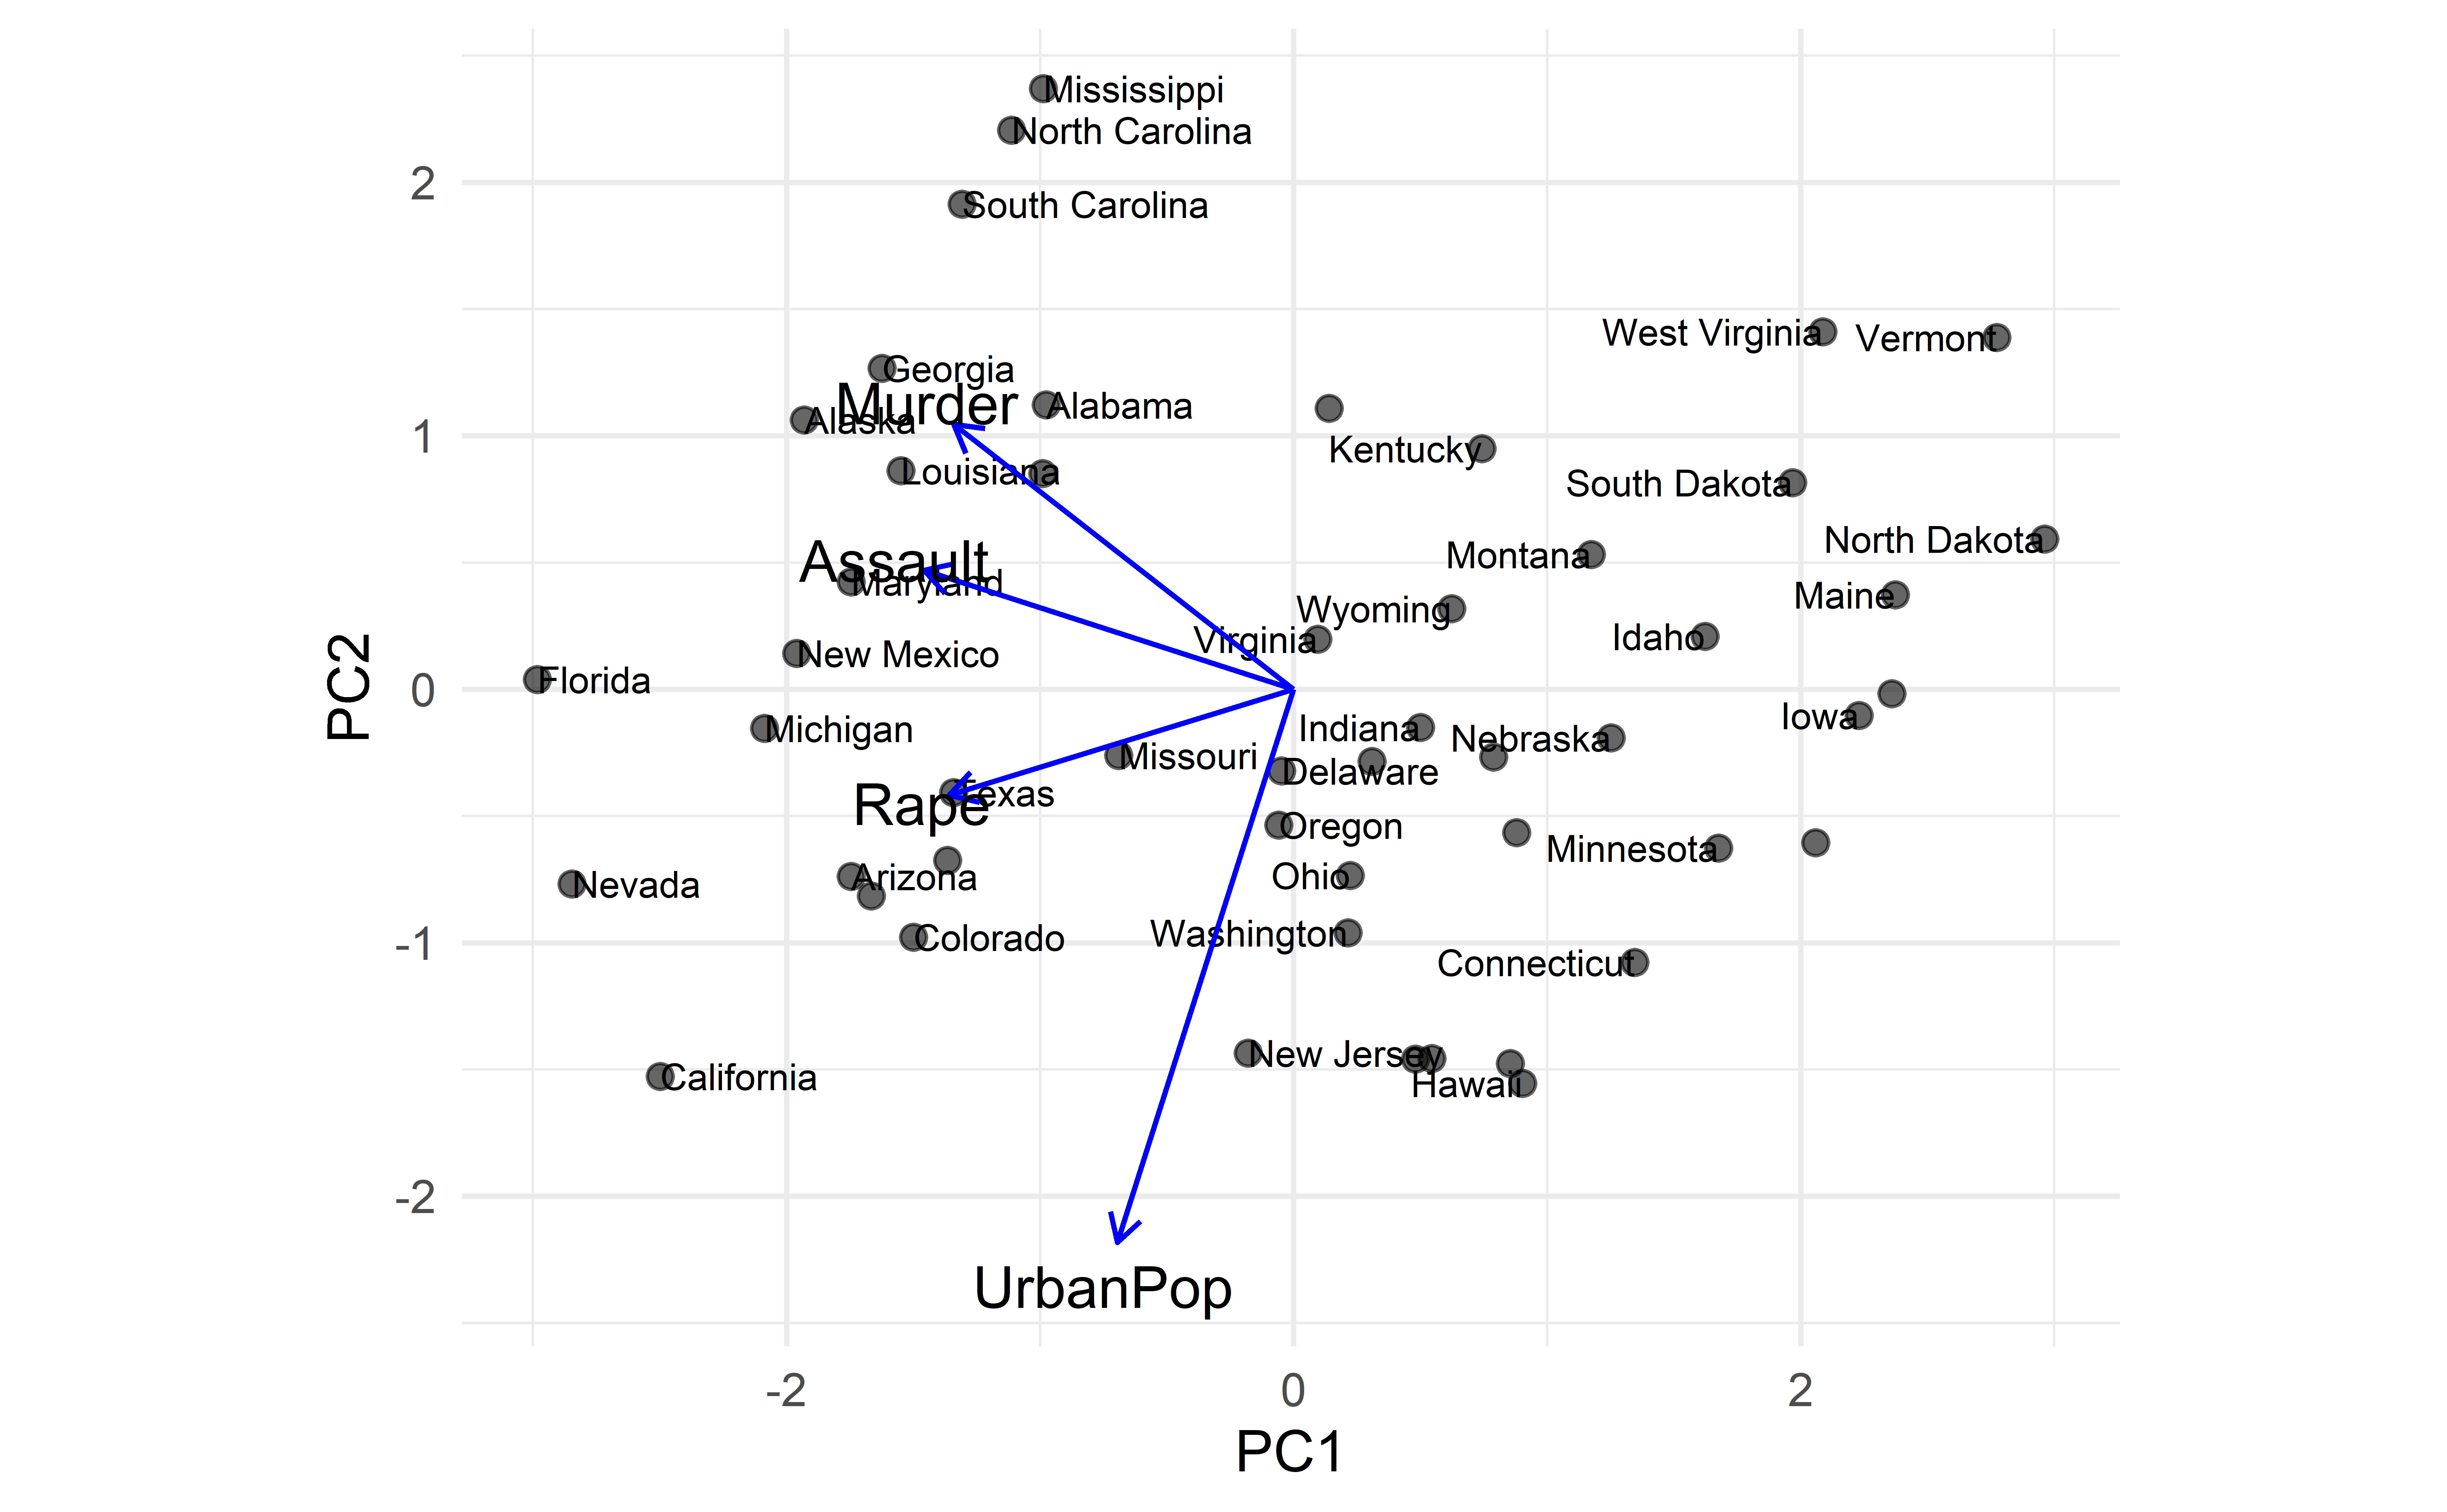 Mississippi
North Carolina
2
South Carolina
West Virginia
Vermont
Georgia
Murder
Alabama
Alaska
1
Kentucky
Louisiana
South Dakota
North Dakota
Assault
Montana
Maryland
Maine
Wyoming
Idaho
Virginia
New Mexico
PC2
0
Florida
Iowa
Michigan
Indiana
Nebraska
Missouri
Delaware
Texas
Rape
Oregon
Minnesota
Ohio
Arizona
Nevada
-1
Washington
Colorado
Connecticut
New Jersey
California
Hawaii
-2
UrbanPop
-2 0 2
PC1